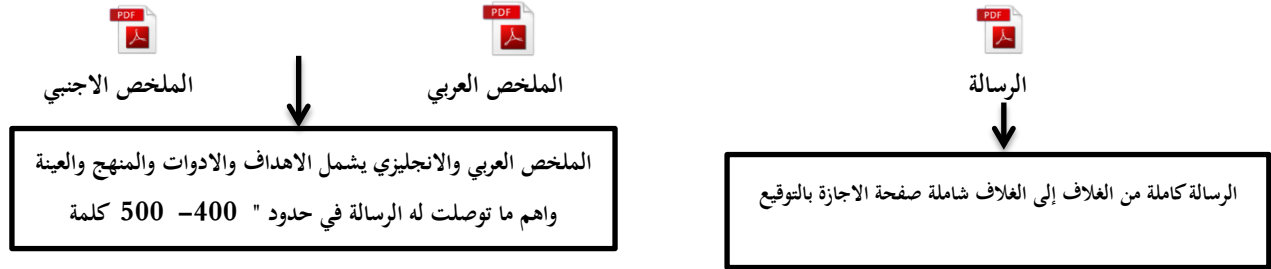 PDF
PDF
PDF
الرسالة
الملخص العربي
الملخص الاجنبي
الرسالة كاملة من الغلاف إلى الغلاف شاملة صفحة الاجازة بالتوقيع
الملخص العربي والانجليزي يشمل الاهداف والادوات والمنهج والعينة
واهم ما توصلت له الرسالة في حدود " 400– 500 كلمة